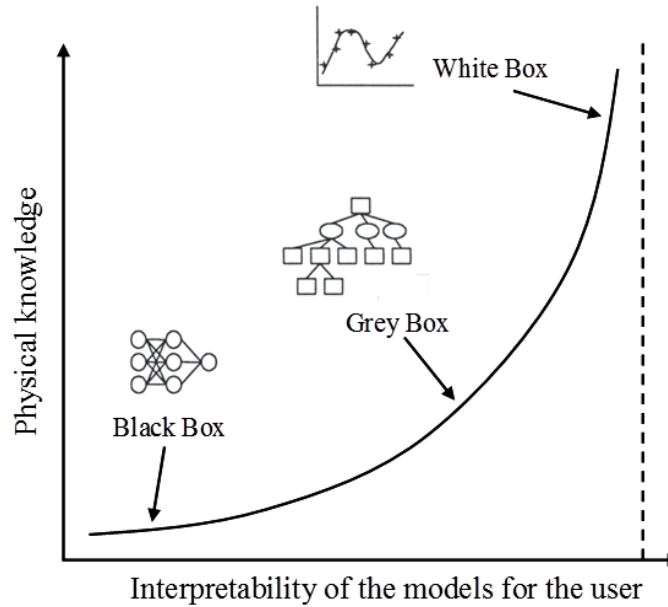 White Box
Physical knowledge
Grey Box
Black Box
Interpretability of the models for the user